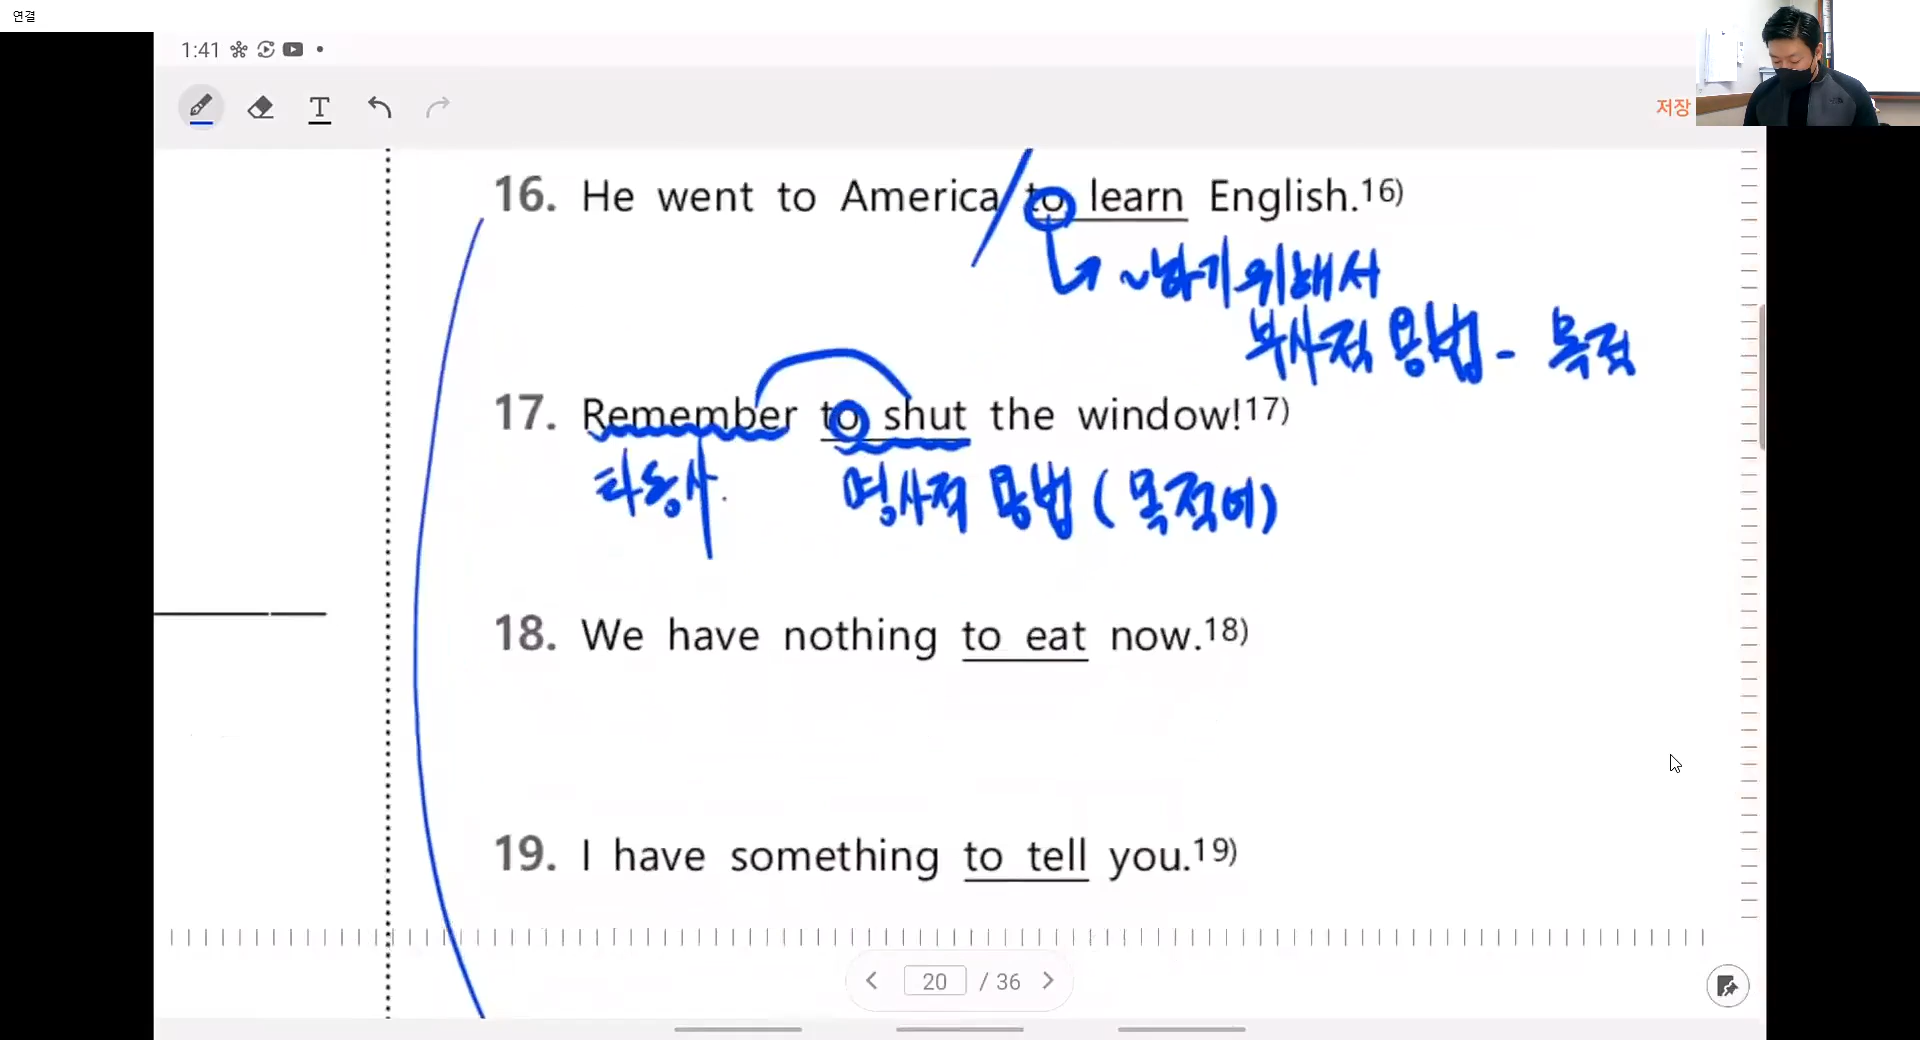 연결
1:41
T
저장
16. He went to America to learn English.16)
~하기 위해서
부사적 용법 - 목적
17. Remember to shut the window!17)
타동사 명사적 용법 (목적어)
18. We have nothing to eat now.18)
19. I have something to tell you.19)
20 / 36